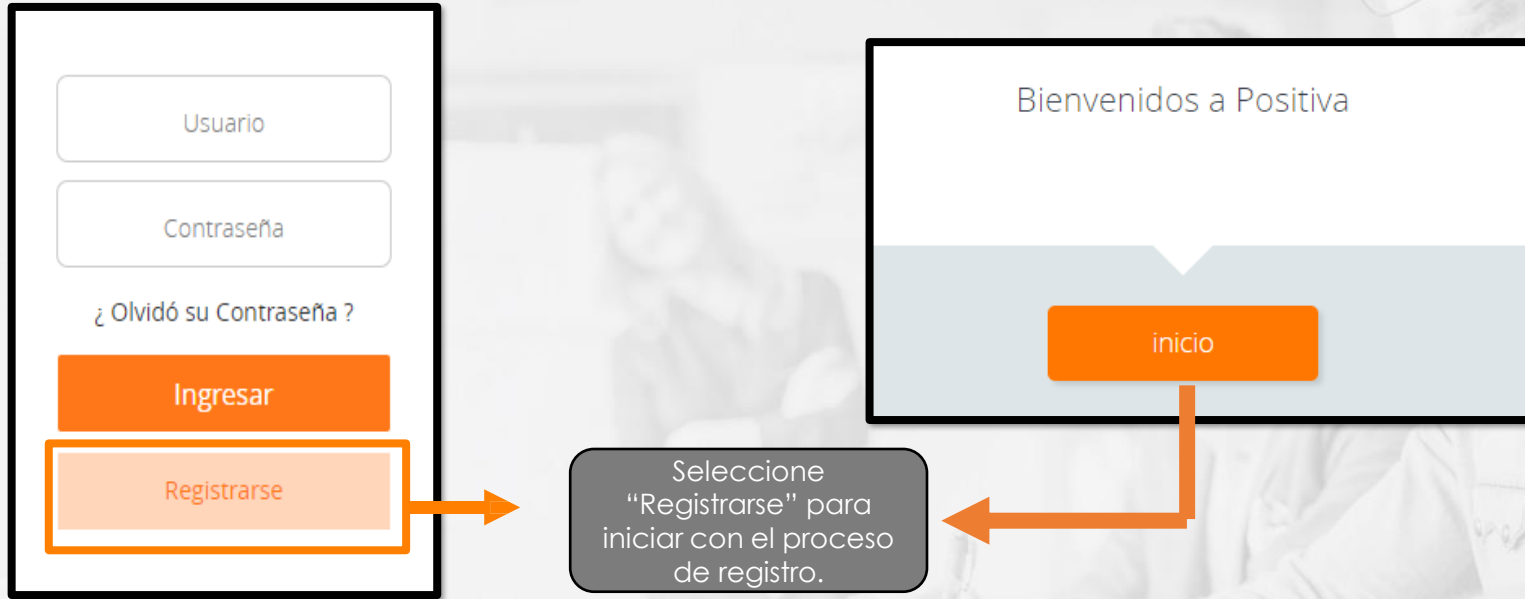 Usuario
Contraseña
¿ Olvidó su Contraseña ?
Ingresar
Registrarse
Bienvenidos a Positiva
inicio
Seleccione
“Registrarse” para
iniciar con el proceso
de registro.